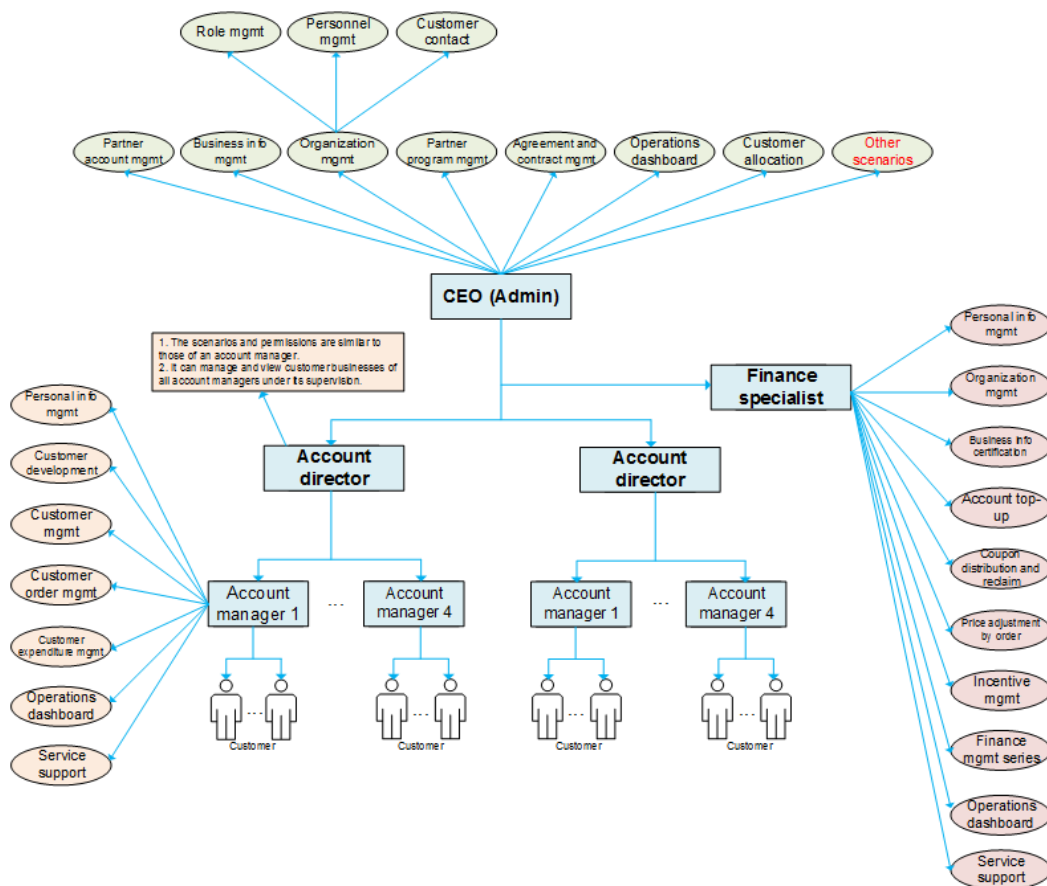 Role mgmt
Personnel
mgmt
Customer
contact
Partner
account mgmt
Business info
mgmt
Organization
mgmt
Partner
program mgmt
Agreement and
contract mgmt
Operations
dashboard
Customer
allocation
Other
scenarios
CEO (Admin)
1. The scenarios and permissions are similar to
those of an account manager.
2. It can manage and view customer businesses of
all account managers under its supervision.
Finance
specialist
Account
director
Account
director
Personal info
mgmt
Customer
development
Customer
mgmt
Customer
order mgmt
Customer
expenditure mgmt
Operations
dashboard
Service
support
Account
manager 1
...
Account
manager 4
Account
manager 1
...
Account
manager 4
...
Customer
...
Customer
...
Customer
...
Customer
Personal info
mgmt
Organization
mgmt
Business info
certification
Account top-
up
Coupon
distribution and
reclaim
Price adjustment
by order
Incentive
mgmt
Finance
mgmt series
Operations
dashboard
Service
support